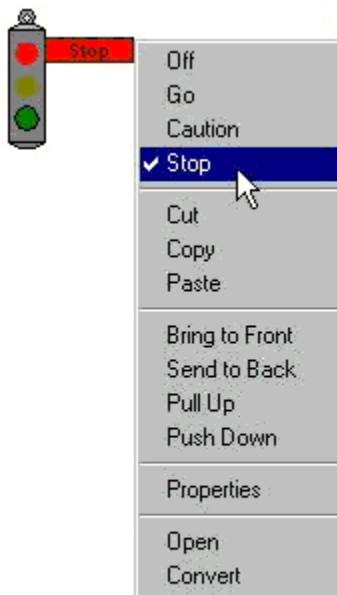 Stop
Off
Go
Caution
Stop
Cut
Copy
Paste
Bring to Front
Send to Back
Pull Up
Push Down
Properties
Open
Convert